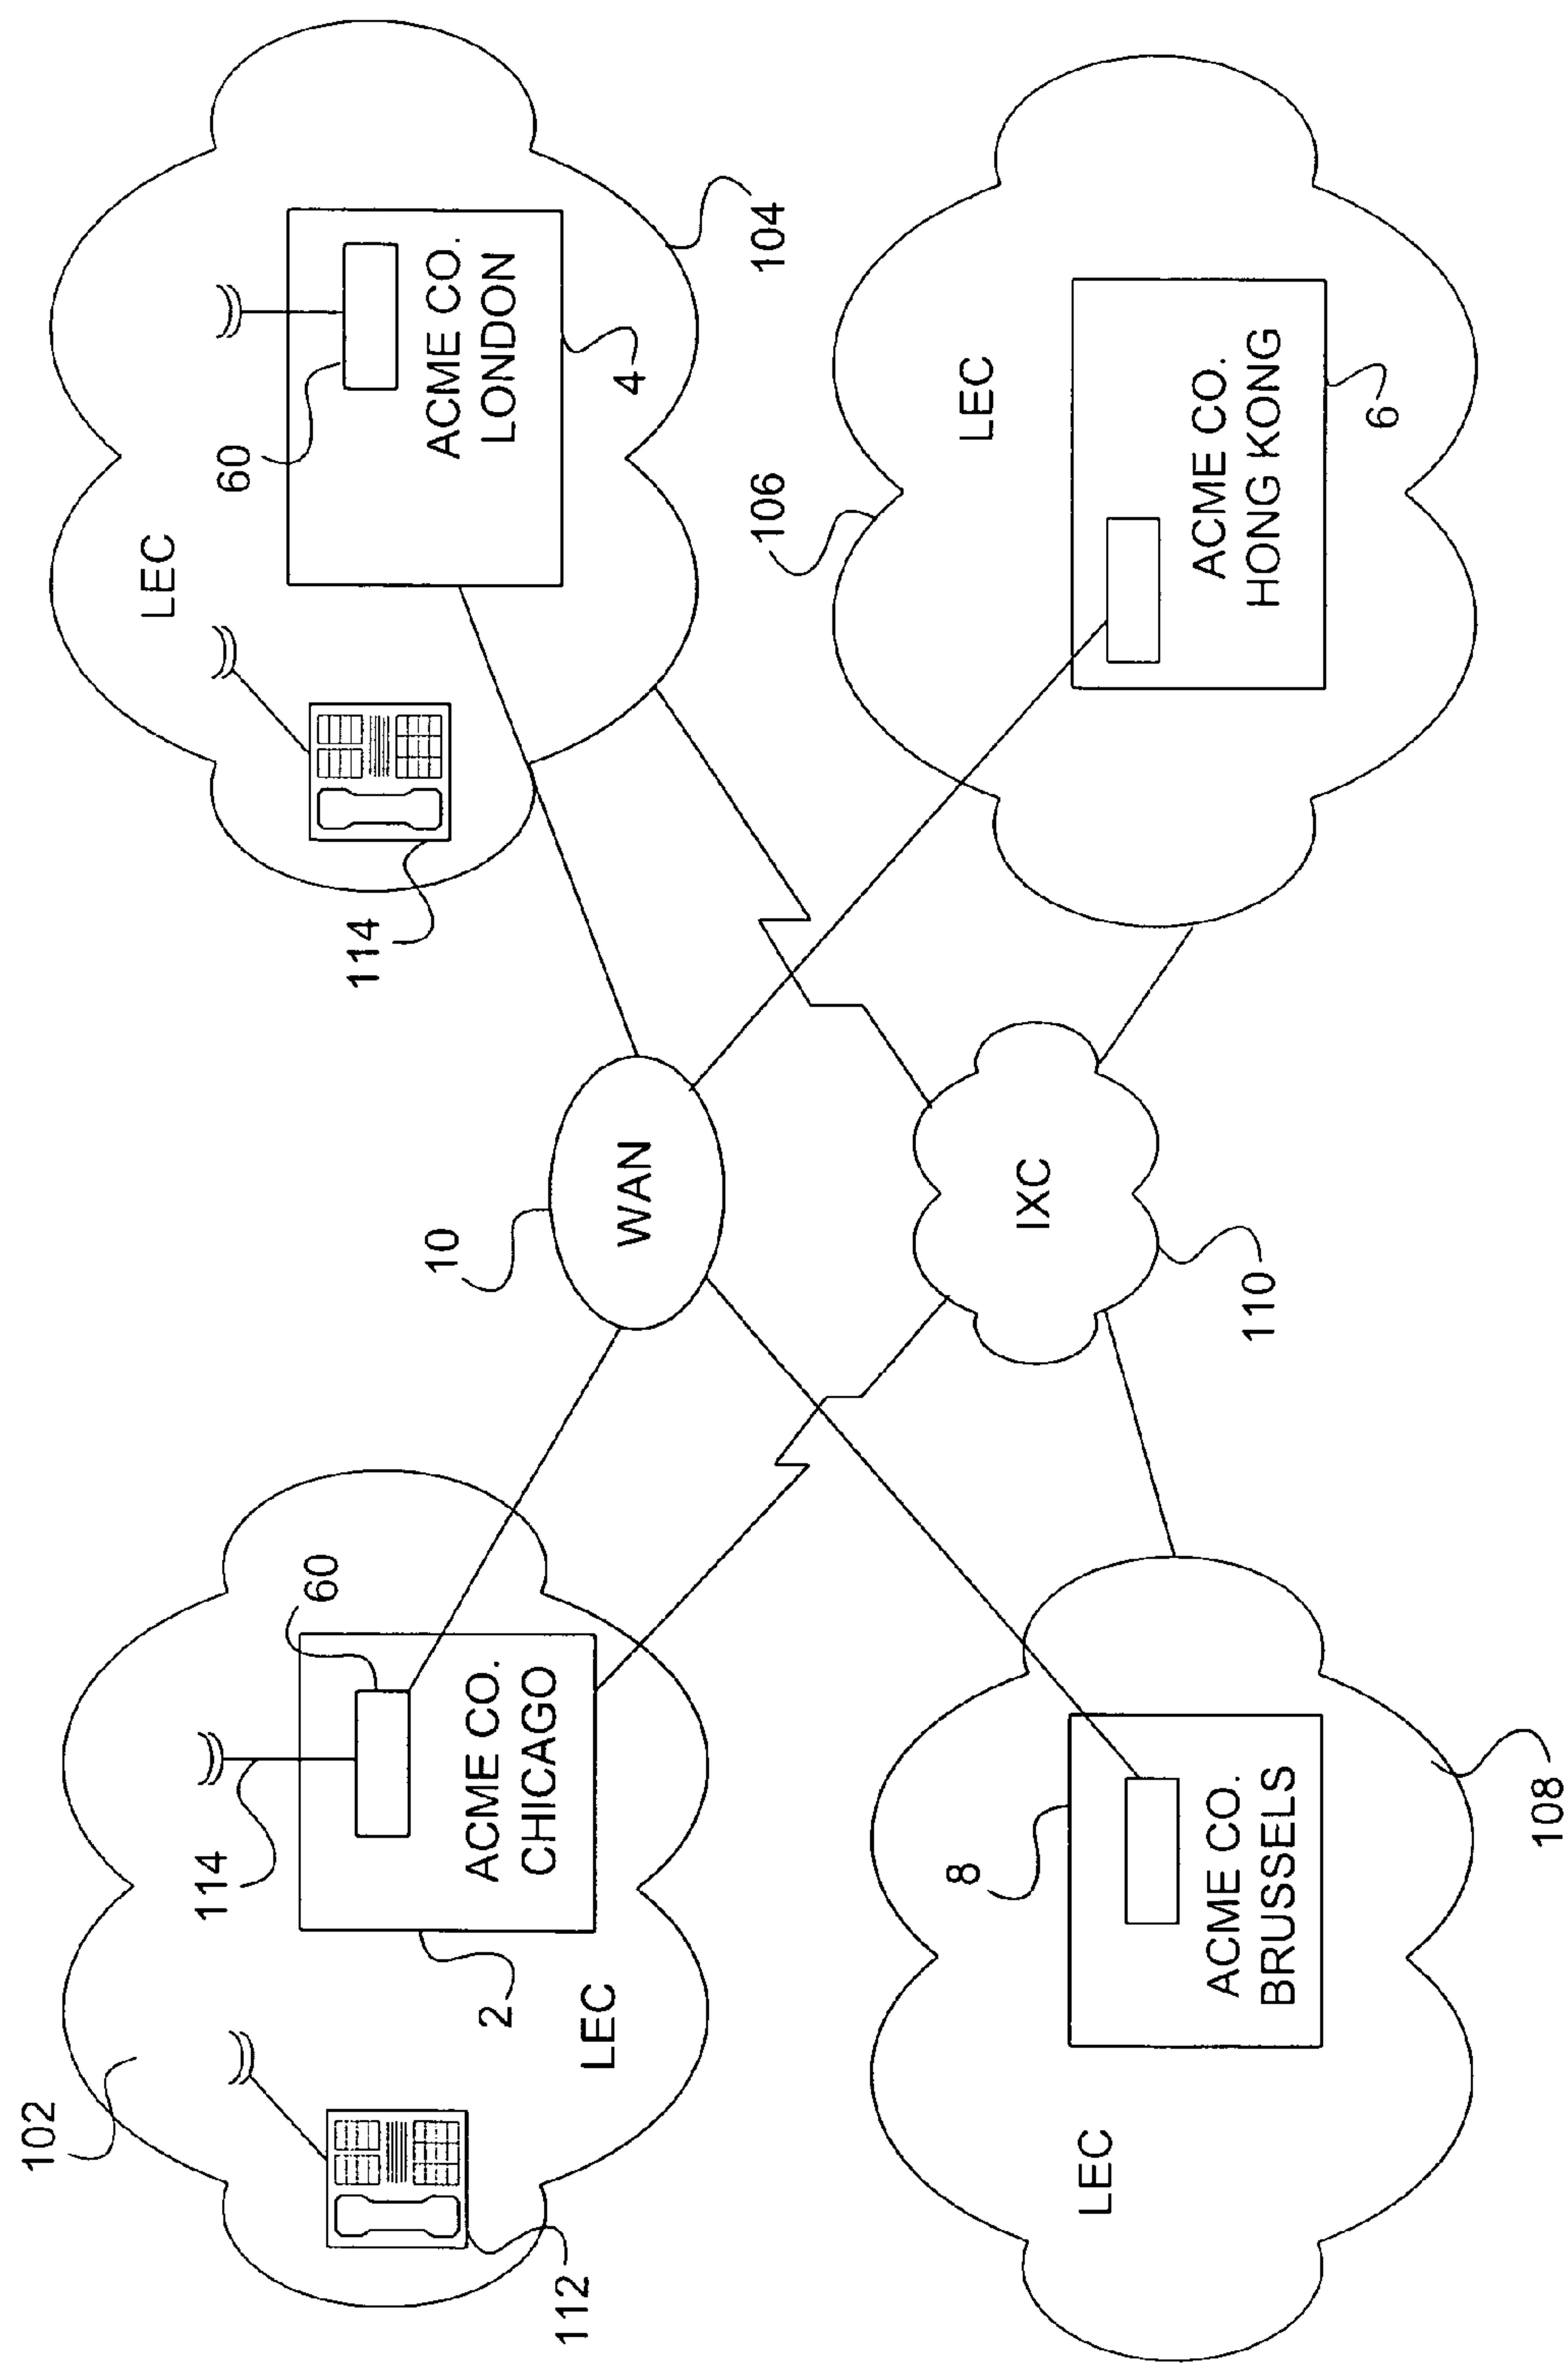 102
112
LEC
2
114
ACME CO.
CHICAGO
60
10
WAN
114
LEC
60
ACME CO.
LONDON
4
104
8
LEC
ACME CO.
BRUSSELS
108
IXC
110
106
LEC
ACME CO.
HONG KONG
6